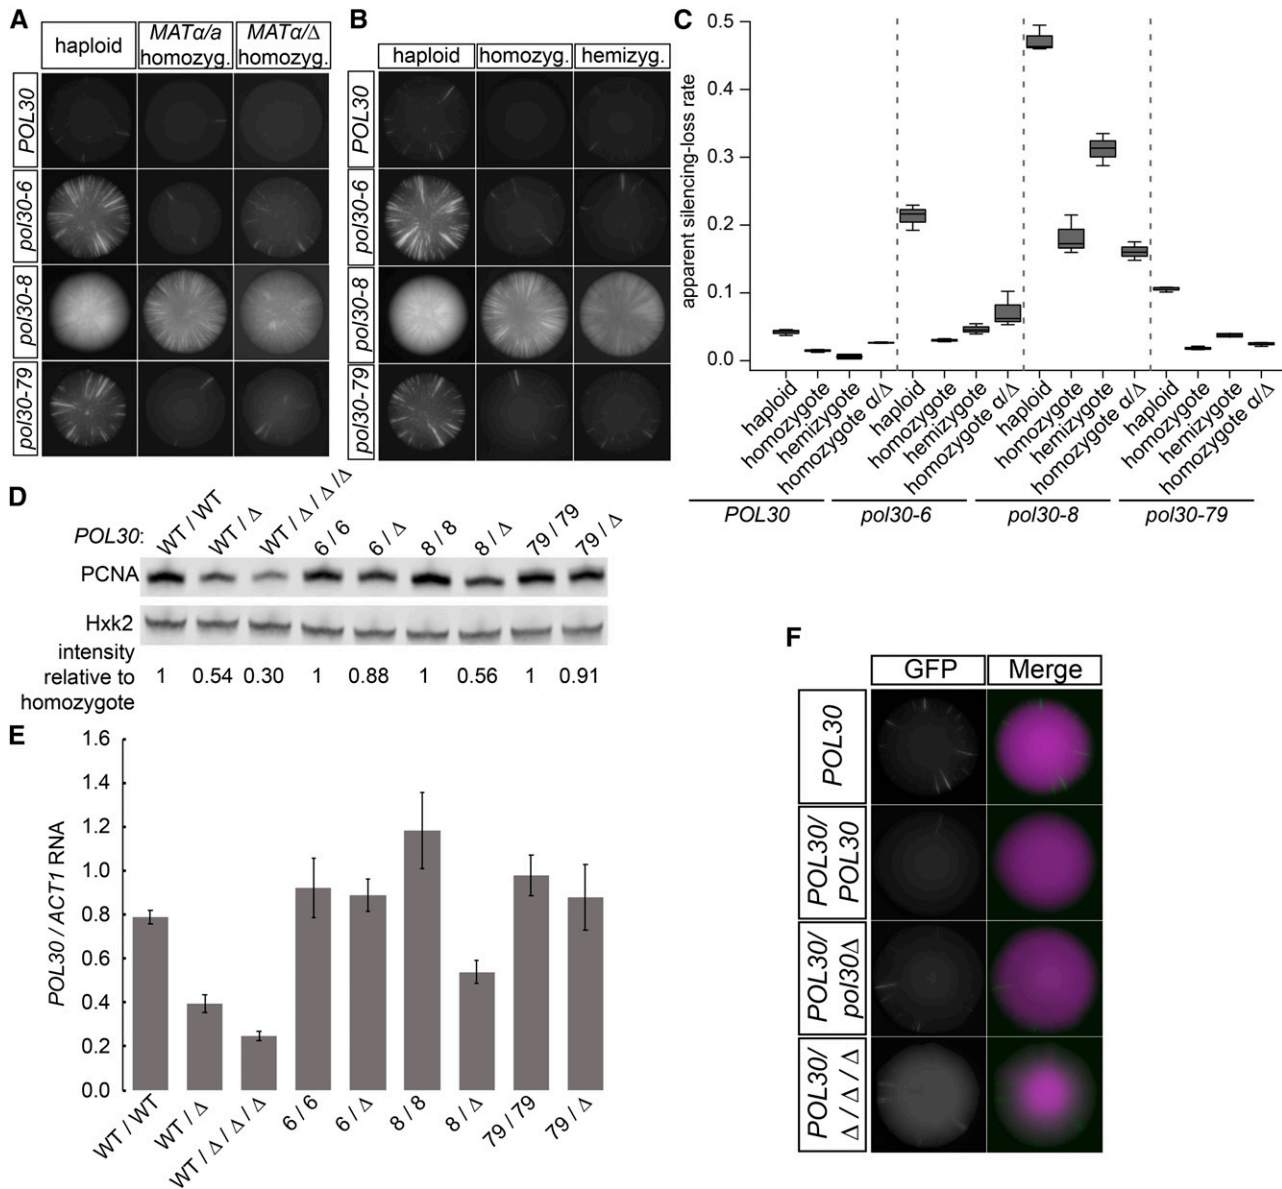 A
haploid
MATα/a
homozyg.
MATα/Δ
homozyg.
POL30
pol30-6
pol30-8
pol30-79
B
haploid
homozyg.
hemizyg.
POL30
pol30-6
pol30-8
pol30-79
C
apparent silencing-loss rate
0.5
0.4
0.3
0.2
0.1
0.0
haploid
homozygote
hemizygote
homozygote α/Δ
haploid
homozygote
hemizygote
homozygote α/Δ
haploid
homozygote
hemizygote
homozygote α/Δ
haploid
homozygote
hemizygote
homozygote α/Δ
POL30
pol30-6
pol30-8
pol30-79
D
POL30:
WT / WT
WT / Δ
WT / Δ / Δ / Δ
6 / 6
6 / Δ
8 / 8
8 / Δ
79 / 79
79 / Δ
PCNA
Hxk2
intensity
relative to
homozygote
1 0.54 0.30 1 0.88 1 0.56 1 0.91
E
POL30 / ACT1 RNA
1.6
1.4
1.2
1.0
0.8
0.6
0.4
0.2
0.0
WT / WT
WT / Δ
WT / Δ / Δ / Δ
6 / 6
6 / Δ
8 / 8
8 / Δ
79 / 79
79 / Δ
F
GFP
Merge
POL30
POL30/
POL30
POL30/
pol30Δ
POL30/
Δ / Δ / Δ